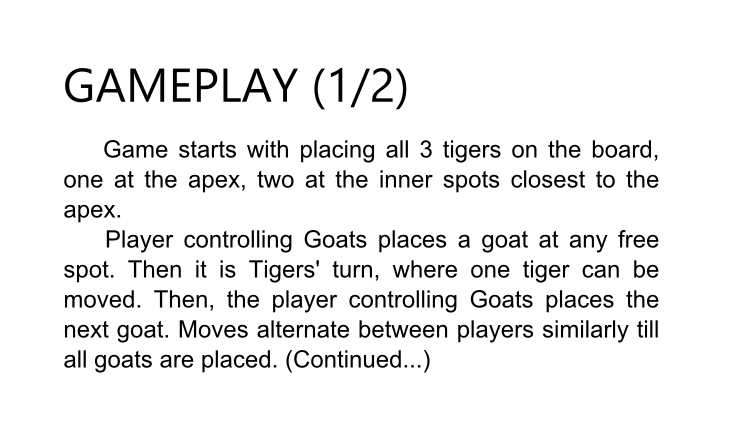 GAMEPLAY (1/2)
Game starts with placing all 3 tigers on the board,
one at the apex, two at the inner spots closest to the
apex.
Player controlling Goats places a goat at any free
spot. Then it is Tigers' turn, where one tiger can be
moved. Then, the player controlling Goats places the
next goat. Moves alternate between players similarly till
all goats are placed. (Continued...)